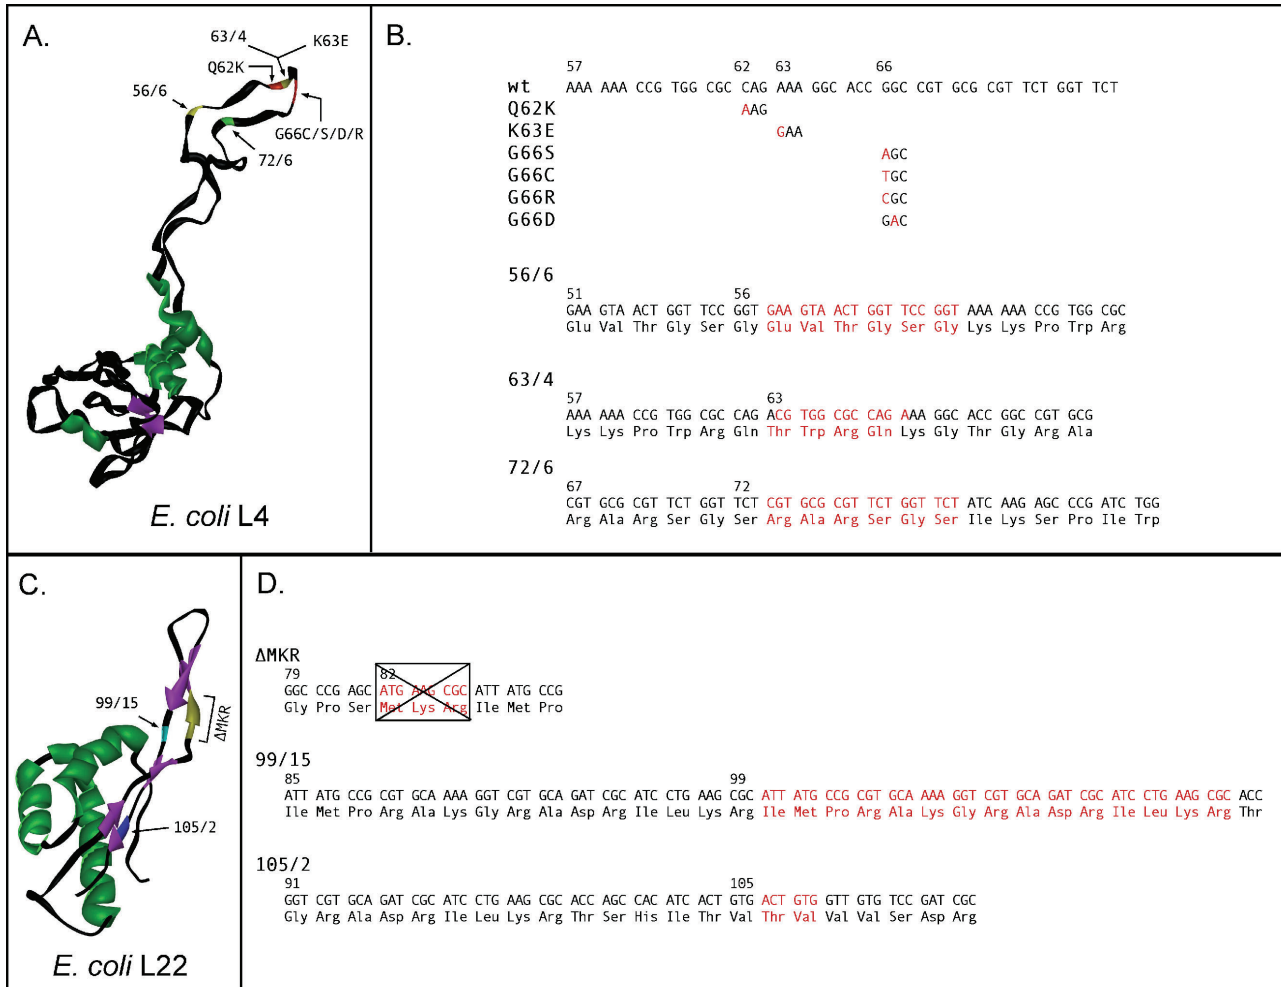 A.
63/4
K63E
Q62K
56/6
G66C/S/D/R
72/6
E. coli L4
B.
57 62 63 66
wt AAA AAA CCG TGG CGC CAG AAA GGC ACC GGC CGT GCG CGT TCT GGT TCT
Q62K AAG
K63E GAA
G66S AGC
G66C TGC
G66R CGC
G66D GAC
56/6
51 56
GAA GTA ACT GGT TCC GGT GAA GTA ACT GGT TCC GGT AAA AAA CCG TGG CGC
Glu Val Thr Gly Ser Gly Glu Val Thr Gly Ser Gly Lys Lys Pro Trp Arg
63/4
57 63
AAA AAA CCG TGG CGC CAG ACG TGG CGC CAG AAA GGC ACC GGC CGT GCG
Lys Lys Pro Trp Arg Gln Thr Trp Arg Gln Lys Gly Thr Gly Arg Ala
72/6
67 72
CGT GCG CGT TCT GGT TCT CGT GCG CGT TCT GGT TCT ATC AAG AGC CCG ATC TGG
Arg Ala Arg Ser Gly Ser Arg Ala Arg Ser Gly Ser Ile Lys Ser Pro Ile Trp
C.
99/15
ΔMKR
105/2
E. coli L22
D.
ΔMKR
79 82
GGC CCG AGC ATG AAG CGC ATT ATG CCG
Gly Pro Ser Met Lys Arg Ile Met Pro
99/15
85 99
ATT ATG CCG CGT GCA AAA GGT CGT GCA GAT CGC ATC CTG AAG CGC ATT ATG CCG CGT GCA AAA GGT CGT GCA GAT CGC ATC CTG AAG CGC ACC
Ile Met Pro Arg Ala Lys Gly Arg Ala Asp Arg Ile Leu Lys Arg Ile Met Pro Arg Ala Lys Gly Arg Ala Asp Arg Ile Leu Lys Arg Thr
105/2
91 105
GGT CGT GCA GAT CGC ATC CTG AAG CGC ACC AGC CAC ATC ACT GTG ACT GTG GTT GTG TCC GAT CGC
Gly Arg Ala Asp Arg Ile Leu Lys Arg Thr Ser His Ile Thr Val Thr Val Val Val Ser Asp Arg